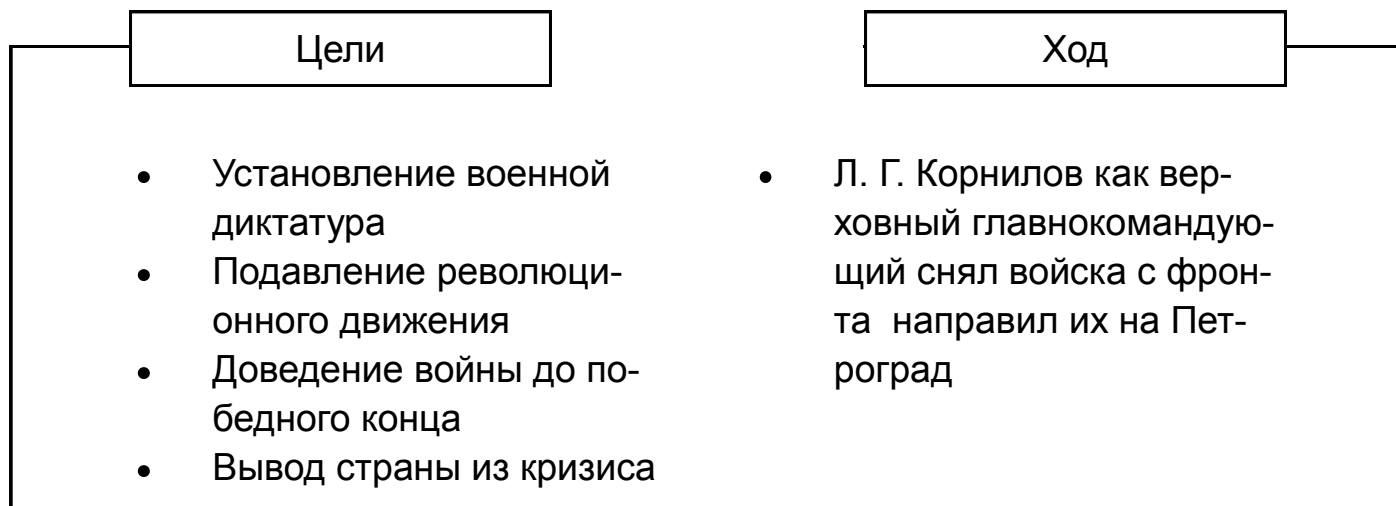 Цели
Установление военной
диктатура
Подавление революци-
онного движения
Доведение войны до по-
бедного конца
Вывод страны из кризиса
Ход
Л. Г. Корнилов как вер-
ховный главнокомандую-
щий снял войска с фрон-
та  направил их на Пет-
роград